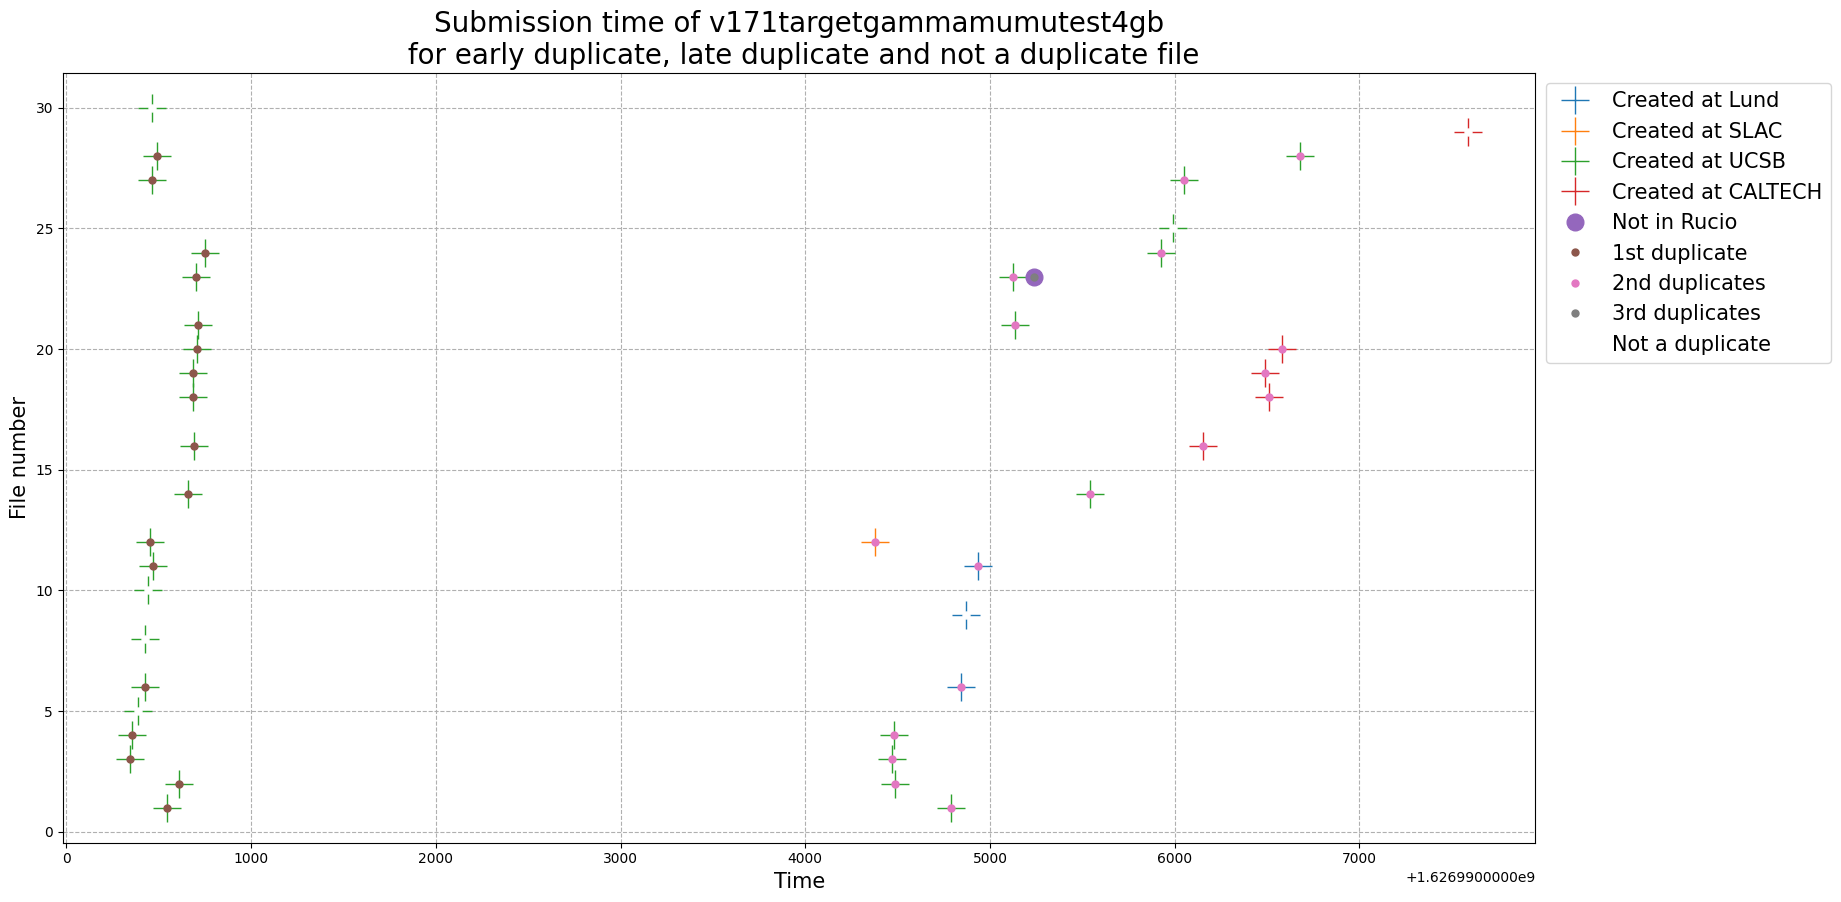 Submission time of v171targetgammamumutest4gb
for early duplicate, late duplicate and not a duplicate file
File number
30
25
20
15
10
5
0
0 1000 2000 3000 4000 5000 6000 7000
+1.6269900000e9
Time
Created at Lund
Created at SLAC
Created at UCSB
Created at CALTECH
Not in Rucio
1st duplicate
2nd duplicates
3rd duplicates
Not a duplicate